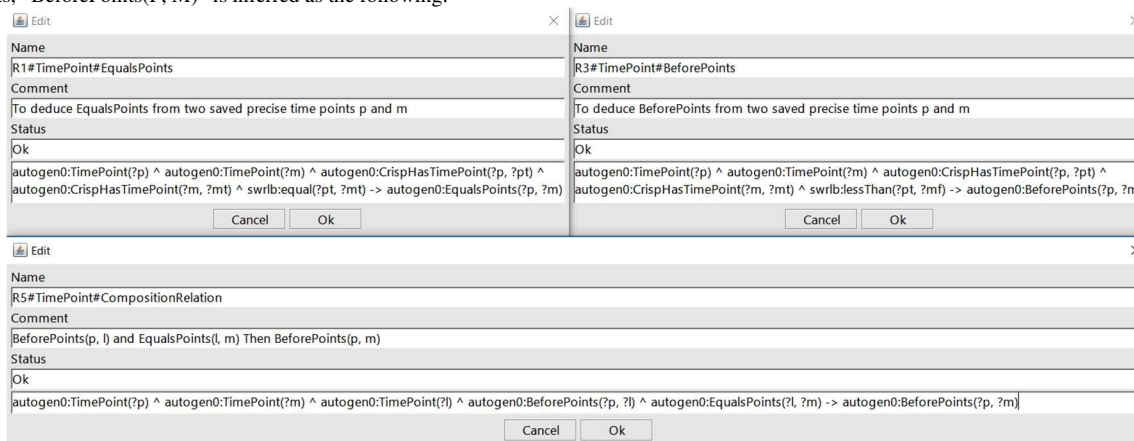 is, "BeforePoints(P, M)" is inferred as the following:
Edit
Name
R1#TimePoint#EqualsPoints
Comment
To deduce EqualsPoints from two saved precise time points p and m
Status
Ok
autogen0:TimePoint(?p) ^ autogen0:TimePoint(?m) ^ autogen0:CrispHasTimePoint(?p, ?pt) ^
autogen0:CrispHasTimePoint(?m, ?mt) ^ swrlb:equal(?pt, ?mt) -> autogen0:EqualsPoints(?p, ?m)
Cancel Ok
Edit
Name
R3#TimePoint#BeforePoints
Comment
To deduce BeforePoints from two saved precise time points p and m
Status
Ok
autogen0:TimePoint(?p) ^ autogen0:TimePoint(?m) ^ autogen0:CrispHasTimePoint(?p, ?pt) ^
autogen0:CrispHasTimePoint(?m, ?mt) ^ swrlb:lessThan(?pt, ?mf) -> autogen0:BeforePoints(?p, ?m
Cancel Ok
Edit
Name
R5#TimePoint#CompositionRelation
Comment
BeforePoints(p, l) and EqualsPoints(l, m) Then BeforePoints(p, m)
Status
Ok
autogen0:TimePoint(?p) ^ autogen0:TimePoint(?m) ^ autogen0:TimePoint(?l) ^ autogen0:BeforePoints(?p, ?l) ^ autogen0:EqualsPoints(?l, ?m) -> autogen0:BeforePoints(?p, ?m)
Cancel Ok